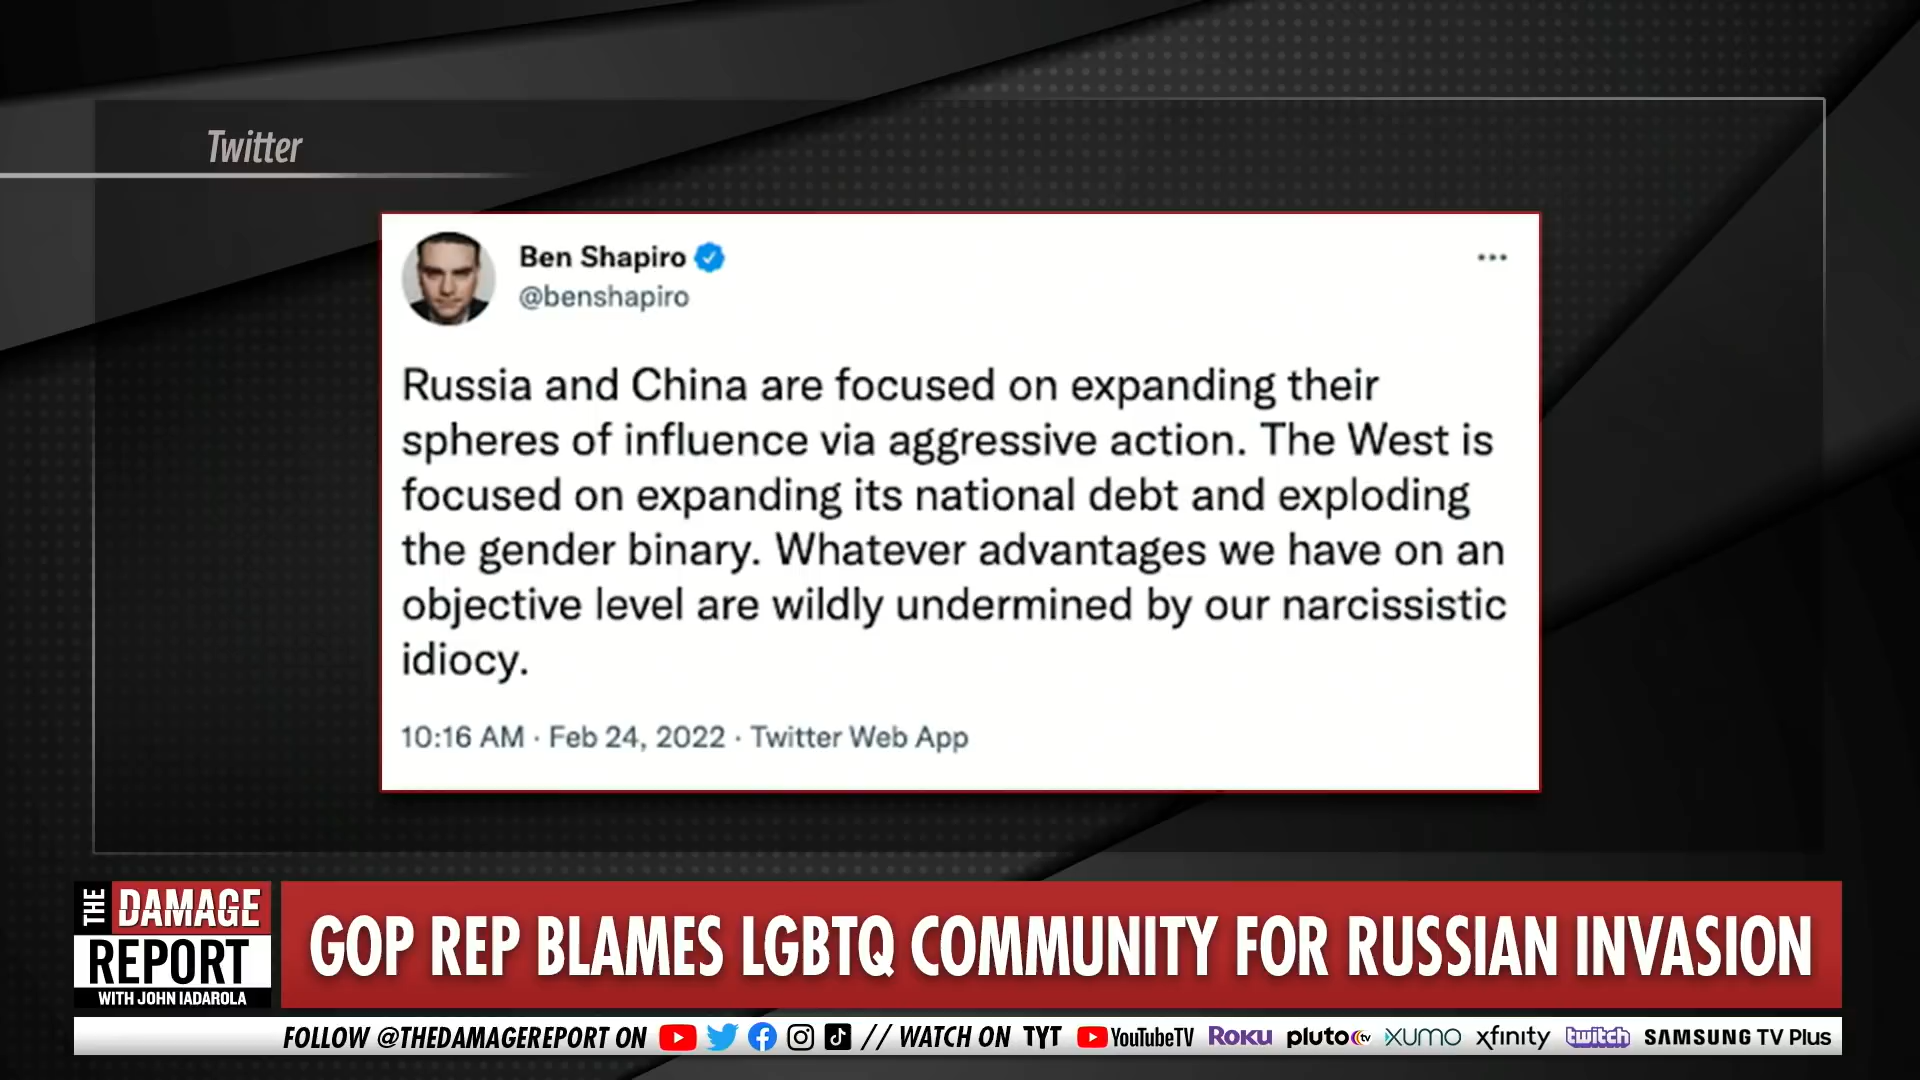 Twitter
Ben Shapiro
@benshapiro
Russia and China are focused on expanding their
spheres of influence via aggressive action. The West is
focused on expanding its national debt and exploding
the gender binary. Whatever advantages we have on an
objective level are wildly undermined by our narcissistic
idiocy.
10:16 AM · Feb 24, 2022 · Twitter Web App
THE DAMAGE
REPORT
WITH JOHN IADAROLA
GOP REP BLAMES LGBTQ COMMUNITY FOR RUSSIAN INVASION
FOLLOW @THEDAMAGEREPORT ON // WATCH ON TYT YouTubeTV ROKU pluto tv XUMO xfinity twitch SAMSUNG TV Plus